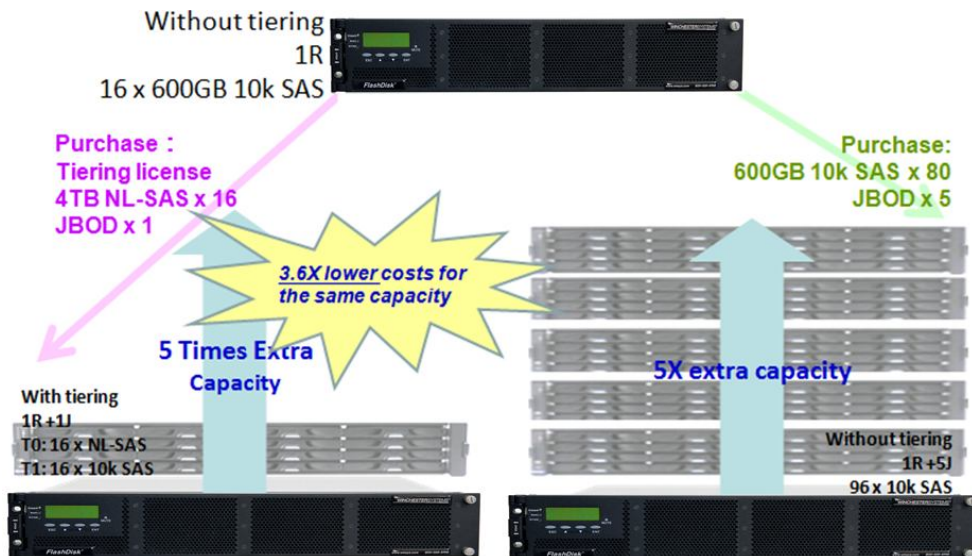 Without tiering
1R
16 x 600GB 10k SAS
WINCHESTERSYSTEMS
FlashDisk
Purchase :
Tiering license
4TB NL-SAS x 16
JBOD x 1
Purchase:
600GB 10k SAS x 80
JBOD x 5
3.6X lower costs for
the same capacity
5 Times Extra
Capacity
5X extra capacity
With tiering
1R +1J
T0: 16 x NL-SAS
T1: 16 x 10k SAS
Without tiering
1R +5J
96 x 10k SAS
WINCHESTERSYSTEMS
FlashDisk
WINCHESTERSYSTEMS
FlashDisk